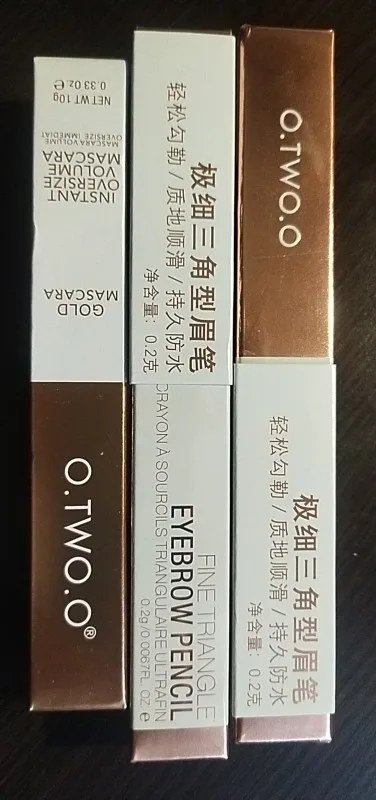 O.TWO.O®
GOLD
MASCARA
INSTANT
OVERSIZE
VOLUME
MASCARA
MASCARA VOLUME
OVERSIZE IMMEDIAT
NET WT 10g
0.33 Oz. e
极细三角型眉笔
轻松勾勒 / 质地顺滑 / 持久防水
净含量：0.2克
FINE TRIANGLE
EYEBROW PENCIL
CRAYON À SOURCILS TRIANGULAIRE ULTRAFIN
0.2g/0.0067FL. OZ. e
O.TWO.O
极细三角型眉笔
轻松勾勒 / 质地顺滑 / 持久防水
净含量：0.2克